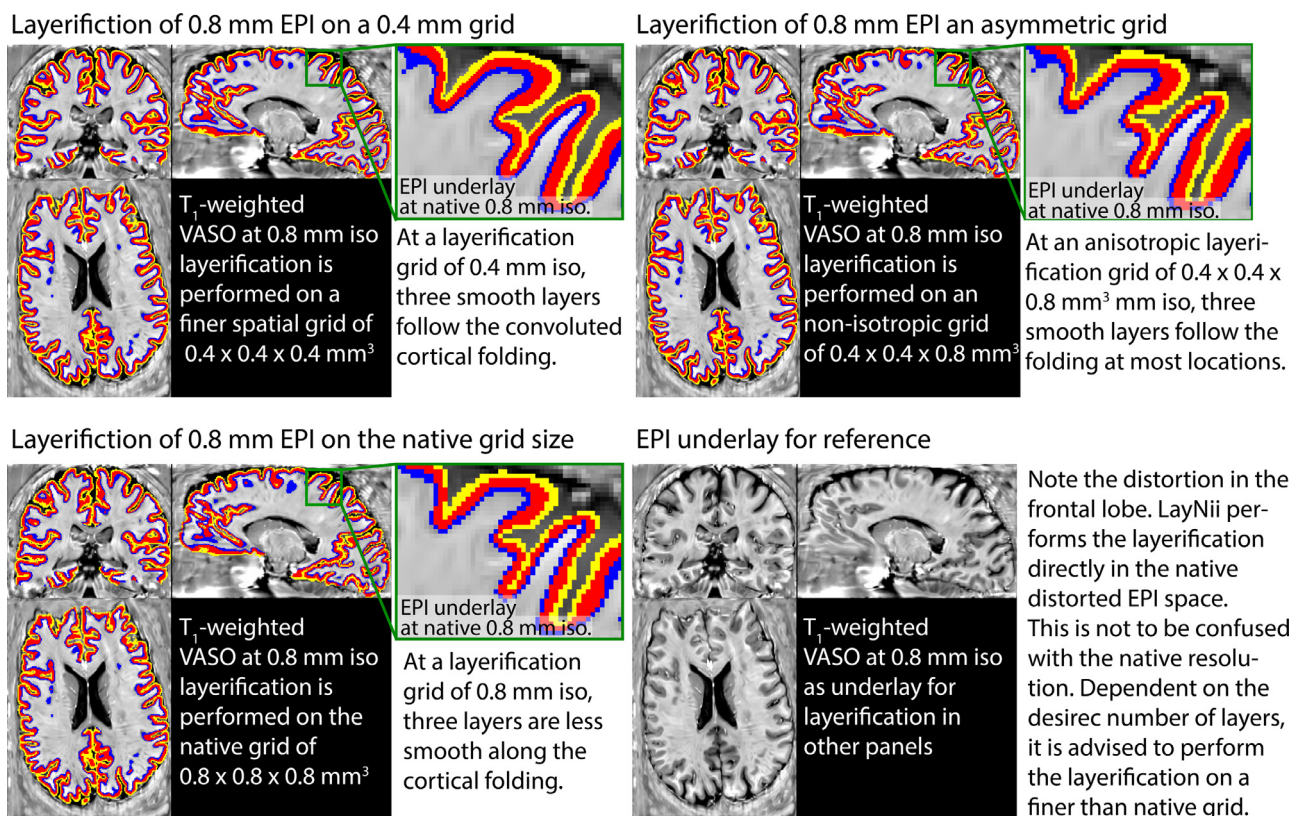 Layerifiction of 0.8 mm EPI on a 0.4 mm grid
EPI underlay
at native 0.8 mm iso.
T1-weighted
VASO at 0.8 mm iso
layerification is
performed on a
finer spatial grid of
0.4 x 0.4 x 0.4 mm³
At a layerification
grid of 0.4 mm iso,
three smooth layers
follow the convoluted
cortical folding.
Layerifiction of 0.8 mm EPI an asymmetric grid
EPI underlay
at native 0.8 mm iso.
T1-weighted
VASO at 0.8 mm iso
layerification is
performed on an
non-isotropic grid
of 0.4 x 0.4 x 0.8 mm³
At an anisotropic layeri-
fication grid of 0.4 x 0.4 x
0.8 mm³ mm iso, three
smooth layers follow the
folding at most locations.
Layerifiction of 0.8 mm EPI on the native grid size
EPI underlay
at native 0.8 mm iso.
T1-weighted
VASO at 0.8 mm iso
layerification is
performed on the
native grid of
0.8 x 0.8 x 0.8 mm³
At a layerification
grid of 0.8 mm iso,
three layers are less
smooth along the
cortical folding.
EPI underlay for reference
T1-weighted
VASO at 0.8 mm iso
as underlay for
layerification in
other panels
Note the distortion in the
frontal lobe. LayNii per-
forms the layerification
directly in the native
distorted EPI space.
This is not to be confused
with the native resolu-
tion. Dependent on the
desirec number of layers,
it is advised to perform
the layerification on a
finer than native grid.